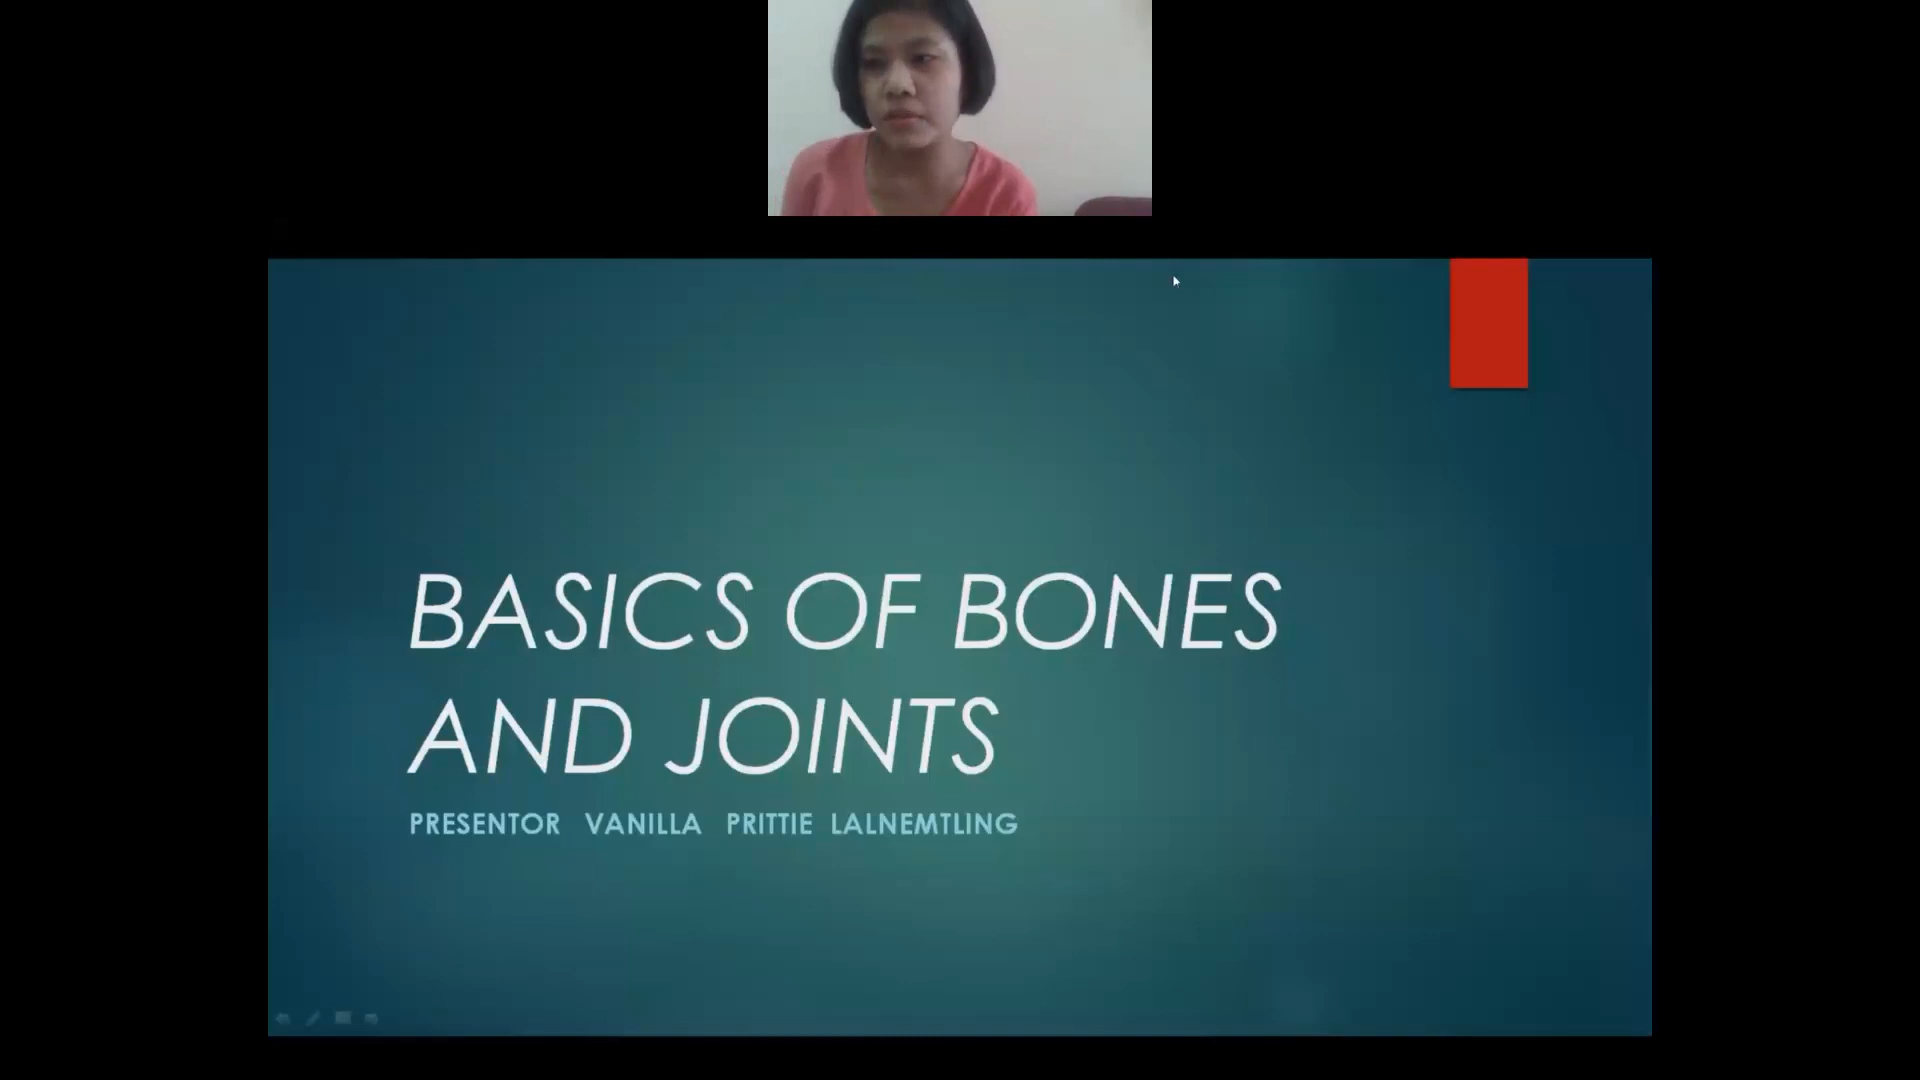 BASICS OF BONES
AND JOINTS
PRESENTOR VANILLA PRITTIE LALNEMTLING